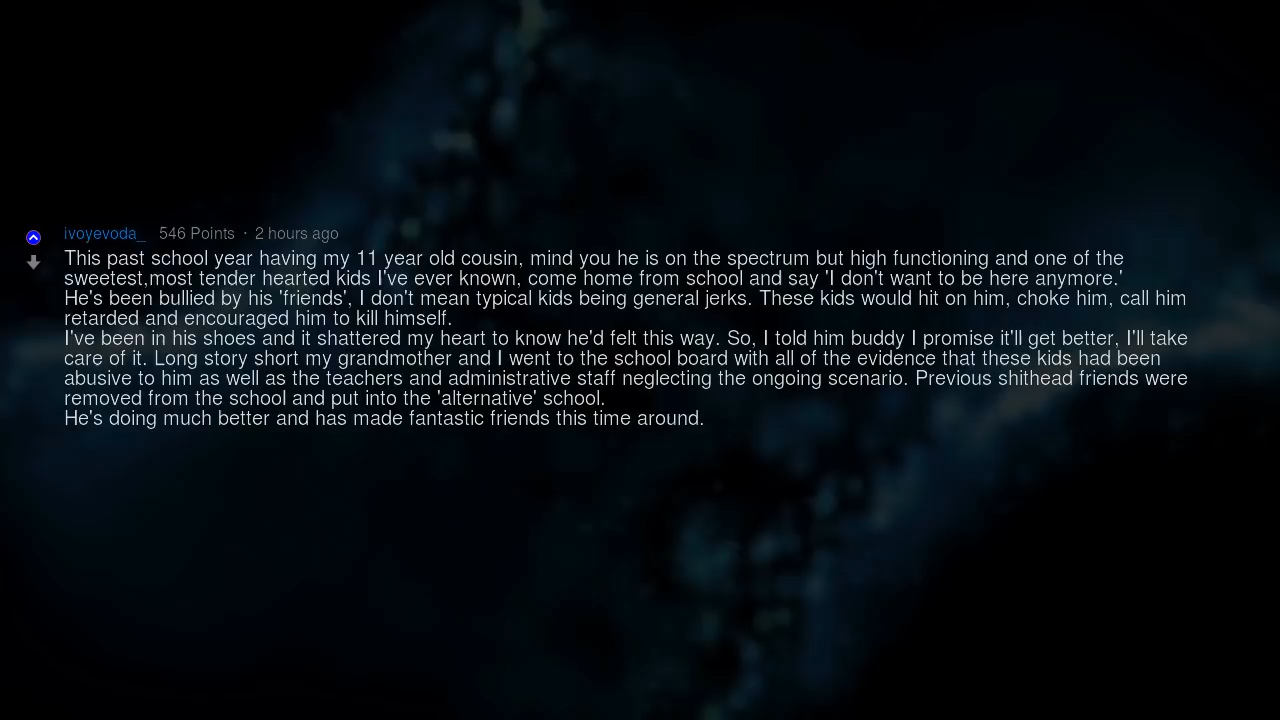 ivoyevoda_ 546 Points · 2 hours ago
This past school year having my 11 year old cousin, mind you he is on the spectrum but high functioning and one of the
sweetest,most tender hearted kids I've ever known, come home from school and say 'I don't want to be here anymore.'
He's been bullied by his 'friends', I don't mean typical kids being general jerks. These kids would hit on him, choke him, call him
retarded and encouraged him to kill himself.
I've been in his shoes and it shattered my heart to know he'd felt this way. So, I told him buddy I promise it'll get better, I'll take
care of it. Long story short my grandmother and I went to the school board with all of the evidence that these kids had been
abusive to him as well as the teachers and administrative staff neglecting the ongoing scenario. Previous shithead friends were
removed from the school and put into the 'alternative' school.
He's doing much better and has made fantastic friends this time around.